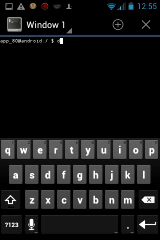 12:55
Window 1
app_80@android:/ $ c
q w e r t y u i o p
a s d f g h j k l
z x c v b n m
?123 .